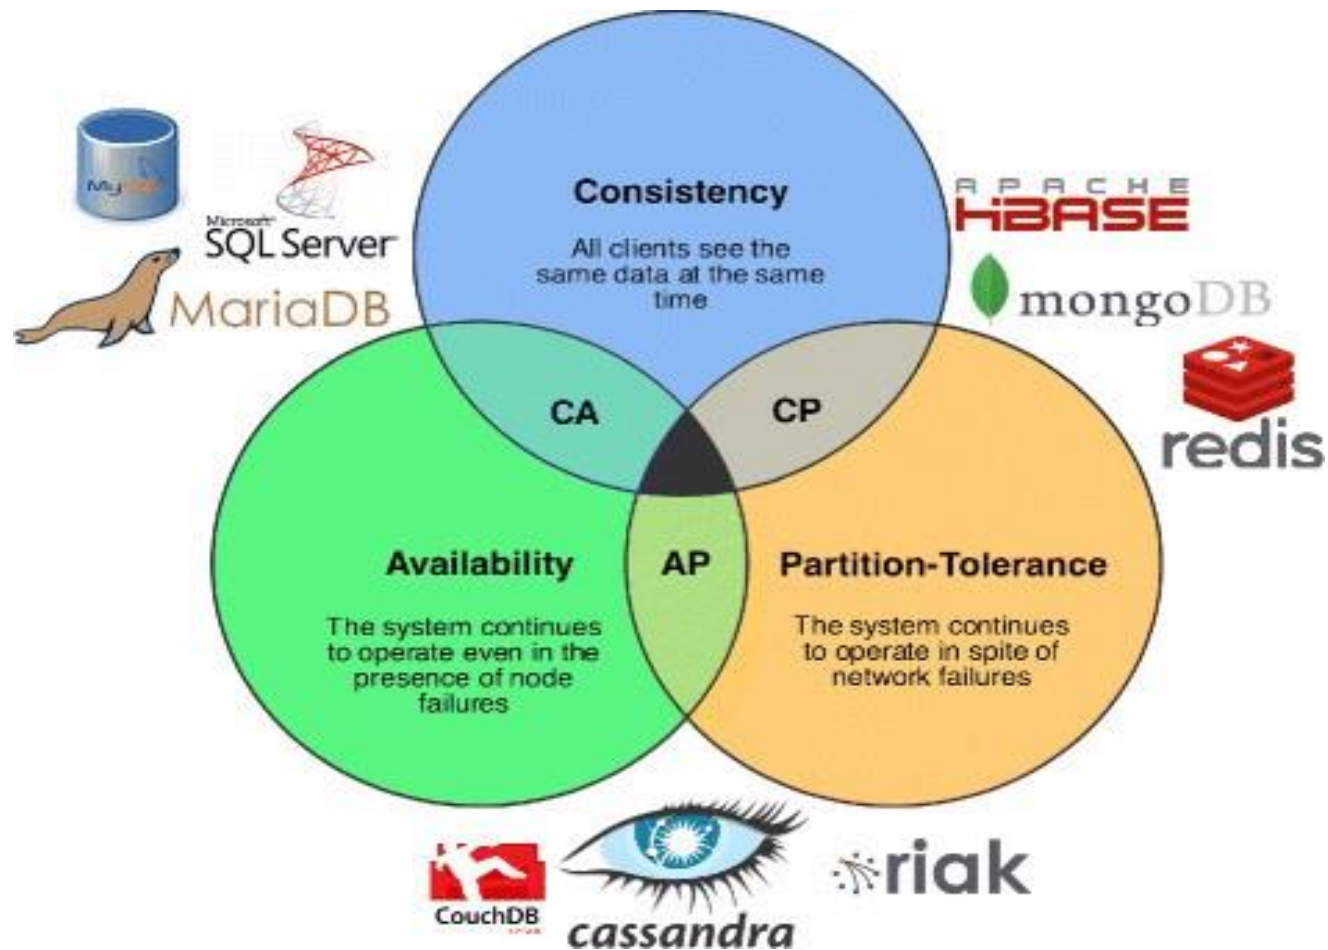 Consistency
All clients see the
same data at the same
time
MySQL
Microsoft
SQL Server
MariaDB
APACHE
HBASE
mongoDB
redis
CA
CP
Availability
AP
Partition-Tolerance
The system continues
to operate even in the
presence of node
failures
The system continues
to operate in spite of
network failures
CouchDB
cassandra
riak